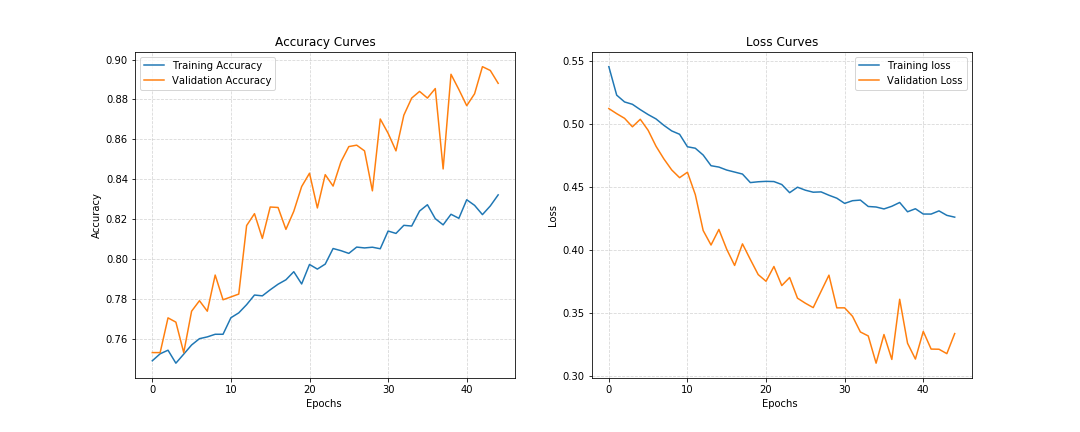 Accuracy Curves
Training Accuracy
Validation Accuracy
Accuracy
0.90
0.88
0.86
0.84
0.82
0.80
0.78
0.76
0 10 20 30 40
Epochs
Loss Curves
Training loss
Validation Loss
Loss
0.55
0.50
0.45
0.40
0.35
0.30
0 10 20 30 40
Epochs